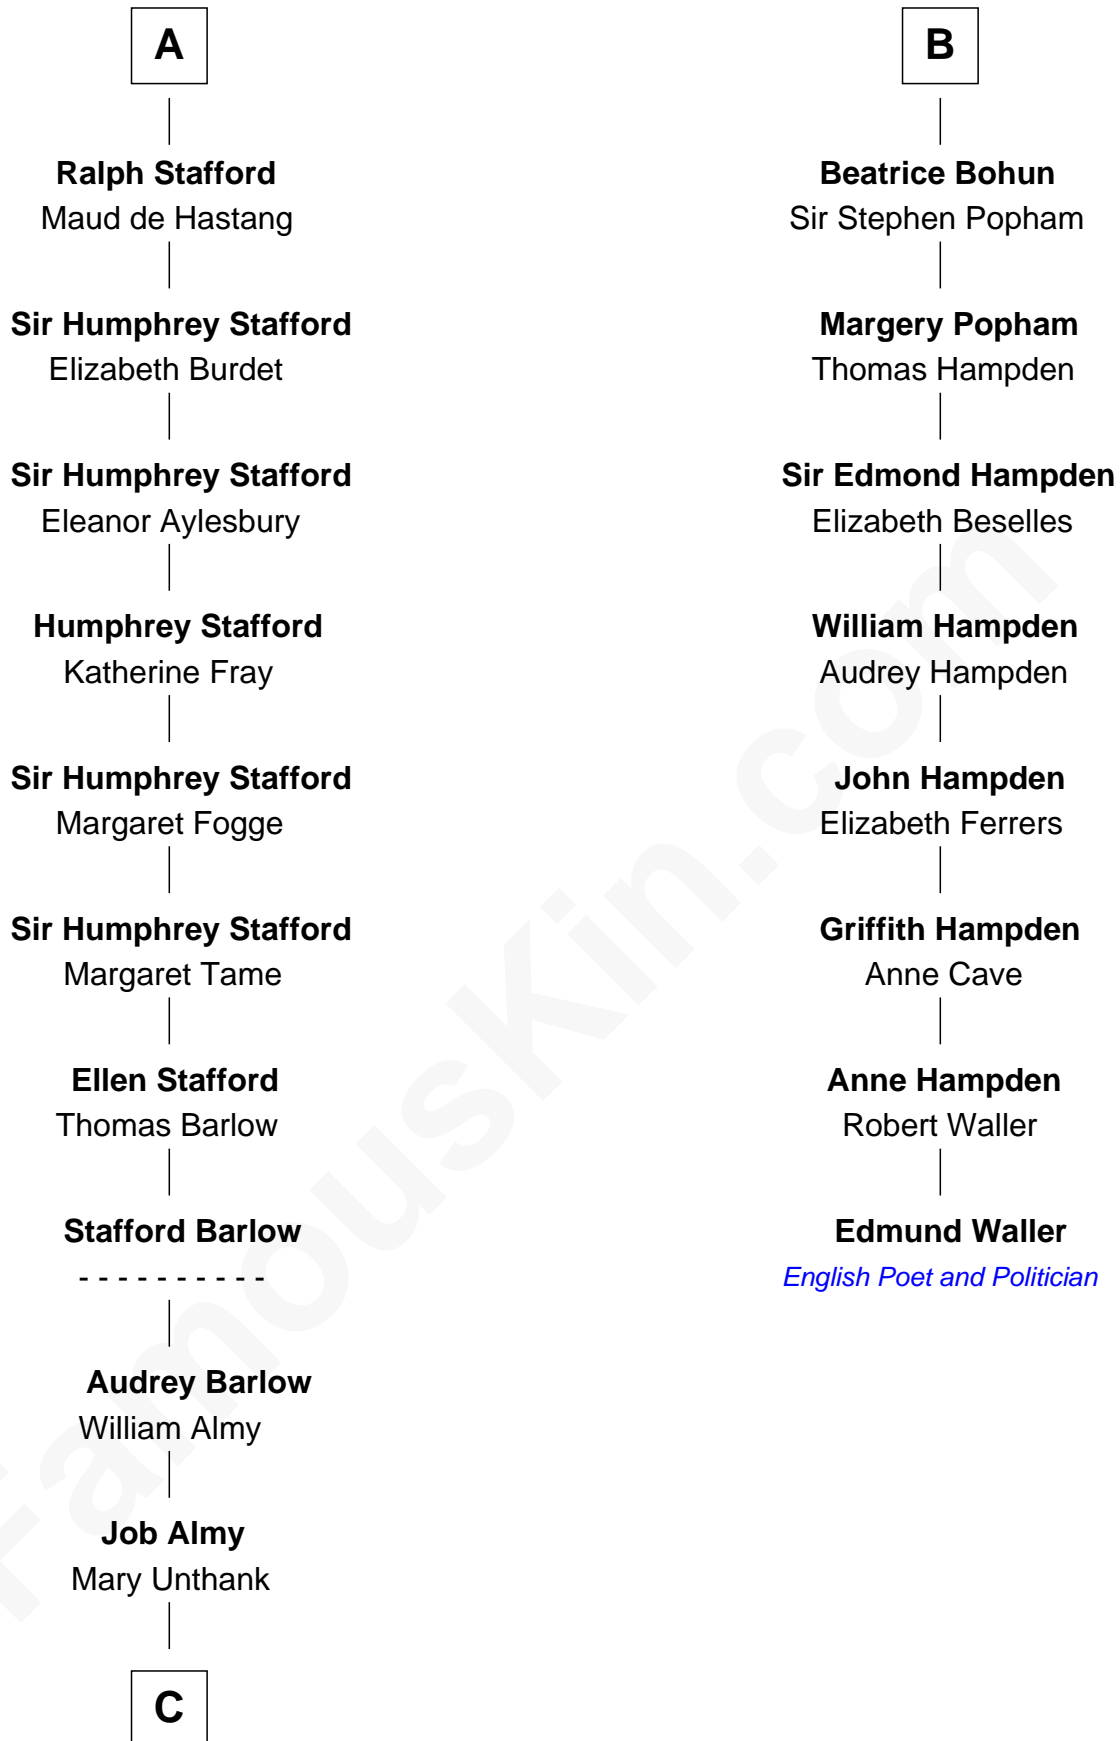 A
Ralph Stafford
Maud de Hastang
Sir Humphrey Stafford
Elizabeth Burdet
Sir Humphrey Stafford
Eleanor Aylesbury
Humphrey Stafford
Katherine Fray
Sir Humphrey Stafford
Margaret Fogge
Sir Humphrey Stafford
Margaret Tame
Ellen Stafford
Thomas Barlow
Stafford Barlow
- - - - - - - - - -
Audrey Barlow
William Almy
Job Almy
Mary Unthank
C
B
Beatrice Bohun
Sir Stephen Popham
Margery Popham
Thomas Hampden
Sir Edmond Hampden
Elizabeth Beselles
William Hampden
Audrey Hampden
John Hampden
Elizabeth Ferrers
Griffith Hampden
Anne Cave
Anne Hampden
Robert Waller
Edmund Waller
English Poet and Politician
FamousKin.com